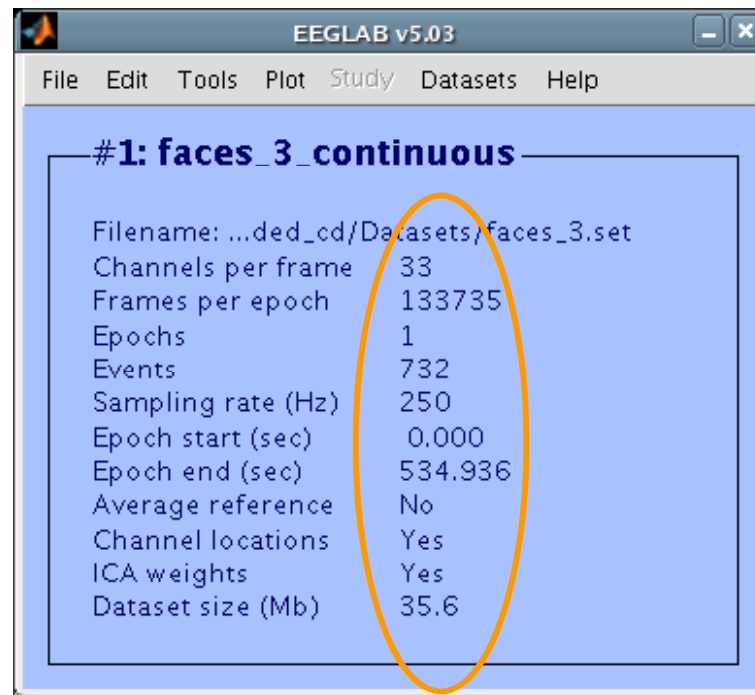 EEGLAB v5.03
File Edit Tools Plot Study Datasets Help
#1: faces_3_continuous
Filename: ...ded_cd/Datasets/faces_3.set
Channels per frame 33
Frames per epoch 133735
Epochs 1
Events 732
Sampling rate (Hz) 250
Epoch start (sec) 0.000
Epoch end (sec) 534.936
Average reference No
Channel locations Yes
ICA weights Yes
Dataset size (Mb) 35.6